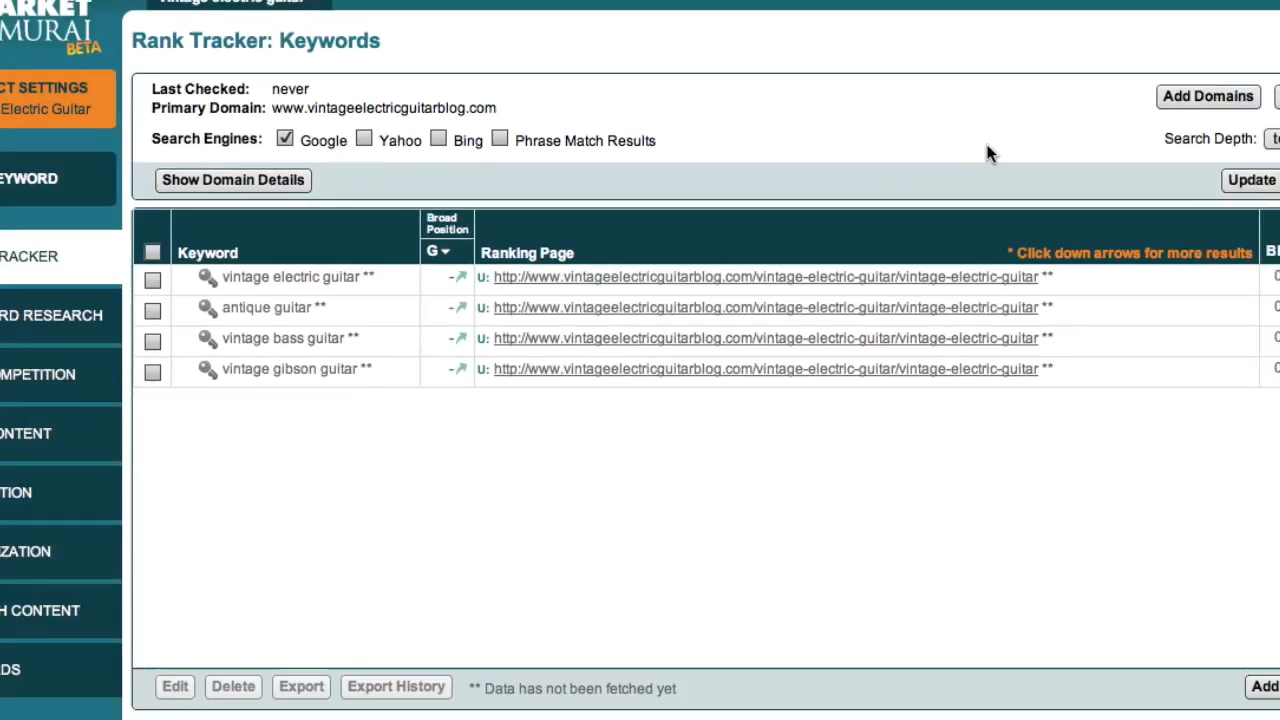 MURAI
BETA
CT SETTINGS
Electric Guitar
EYWORD
RACKER
RD RESEARCH
OMPETITION
ONTENT
TION
ZATION
H CONTENT
DS
Rank Tracker: Keywords
Last Checked: never
Primary Domain: www.vintageelectricguitarblog.com
Search Engines: Google Yahoo Bing Phrase Match Results
Add Domains
Search Depth:
Show Domain Details
Update
Keyword
Broad
Position
G
Ranking Page
* Click down arrows for more results
vintage electric guitar ** - U: http://www.vintageelectricguitarblog.com/vintage-electric-guitar/vintage-electric-guitar **
antique guitar ** - U: http://www.vintageelectricguitarblog.com/vintage-electric-guitar/vintage-electric-guitar **
vintage bass guitar ** - U: http://www.vintageelectricguitarblog.com/vintage-electric-guitar/vintage-electric-guitar **
vintage gibson guitar ** - U: http://www.vintageelectricguitarblog.com/vintage-electric-guitar/vintage-electric-guitar **
Edit Delete Export Export History ** Data has not been fetched yet
Add